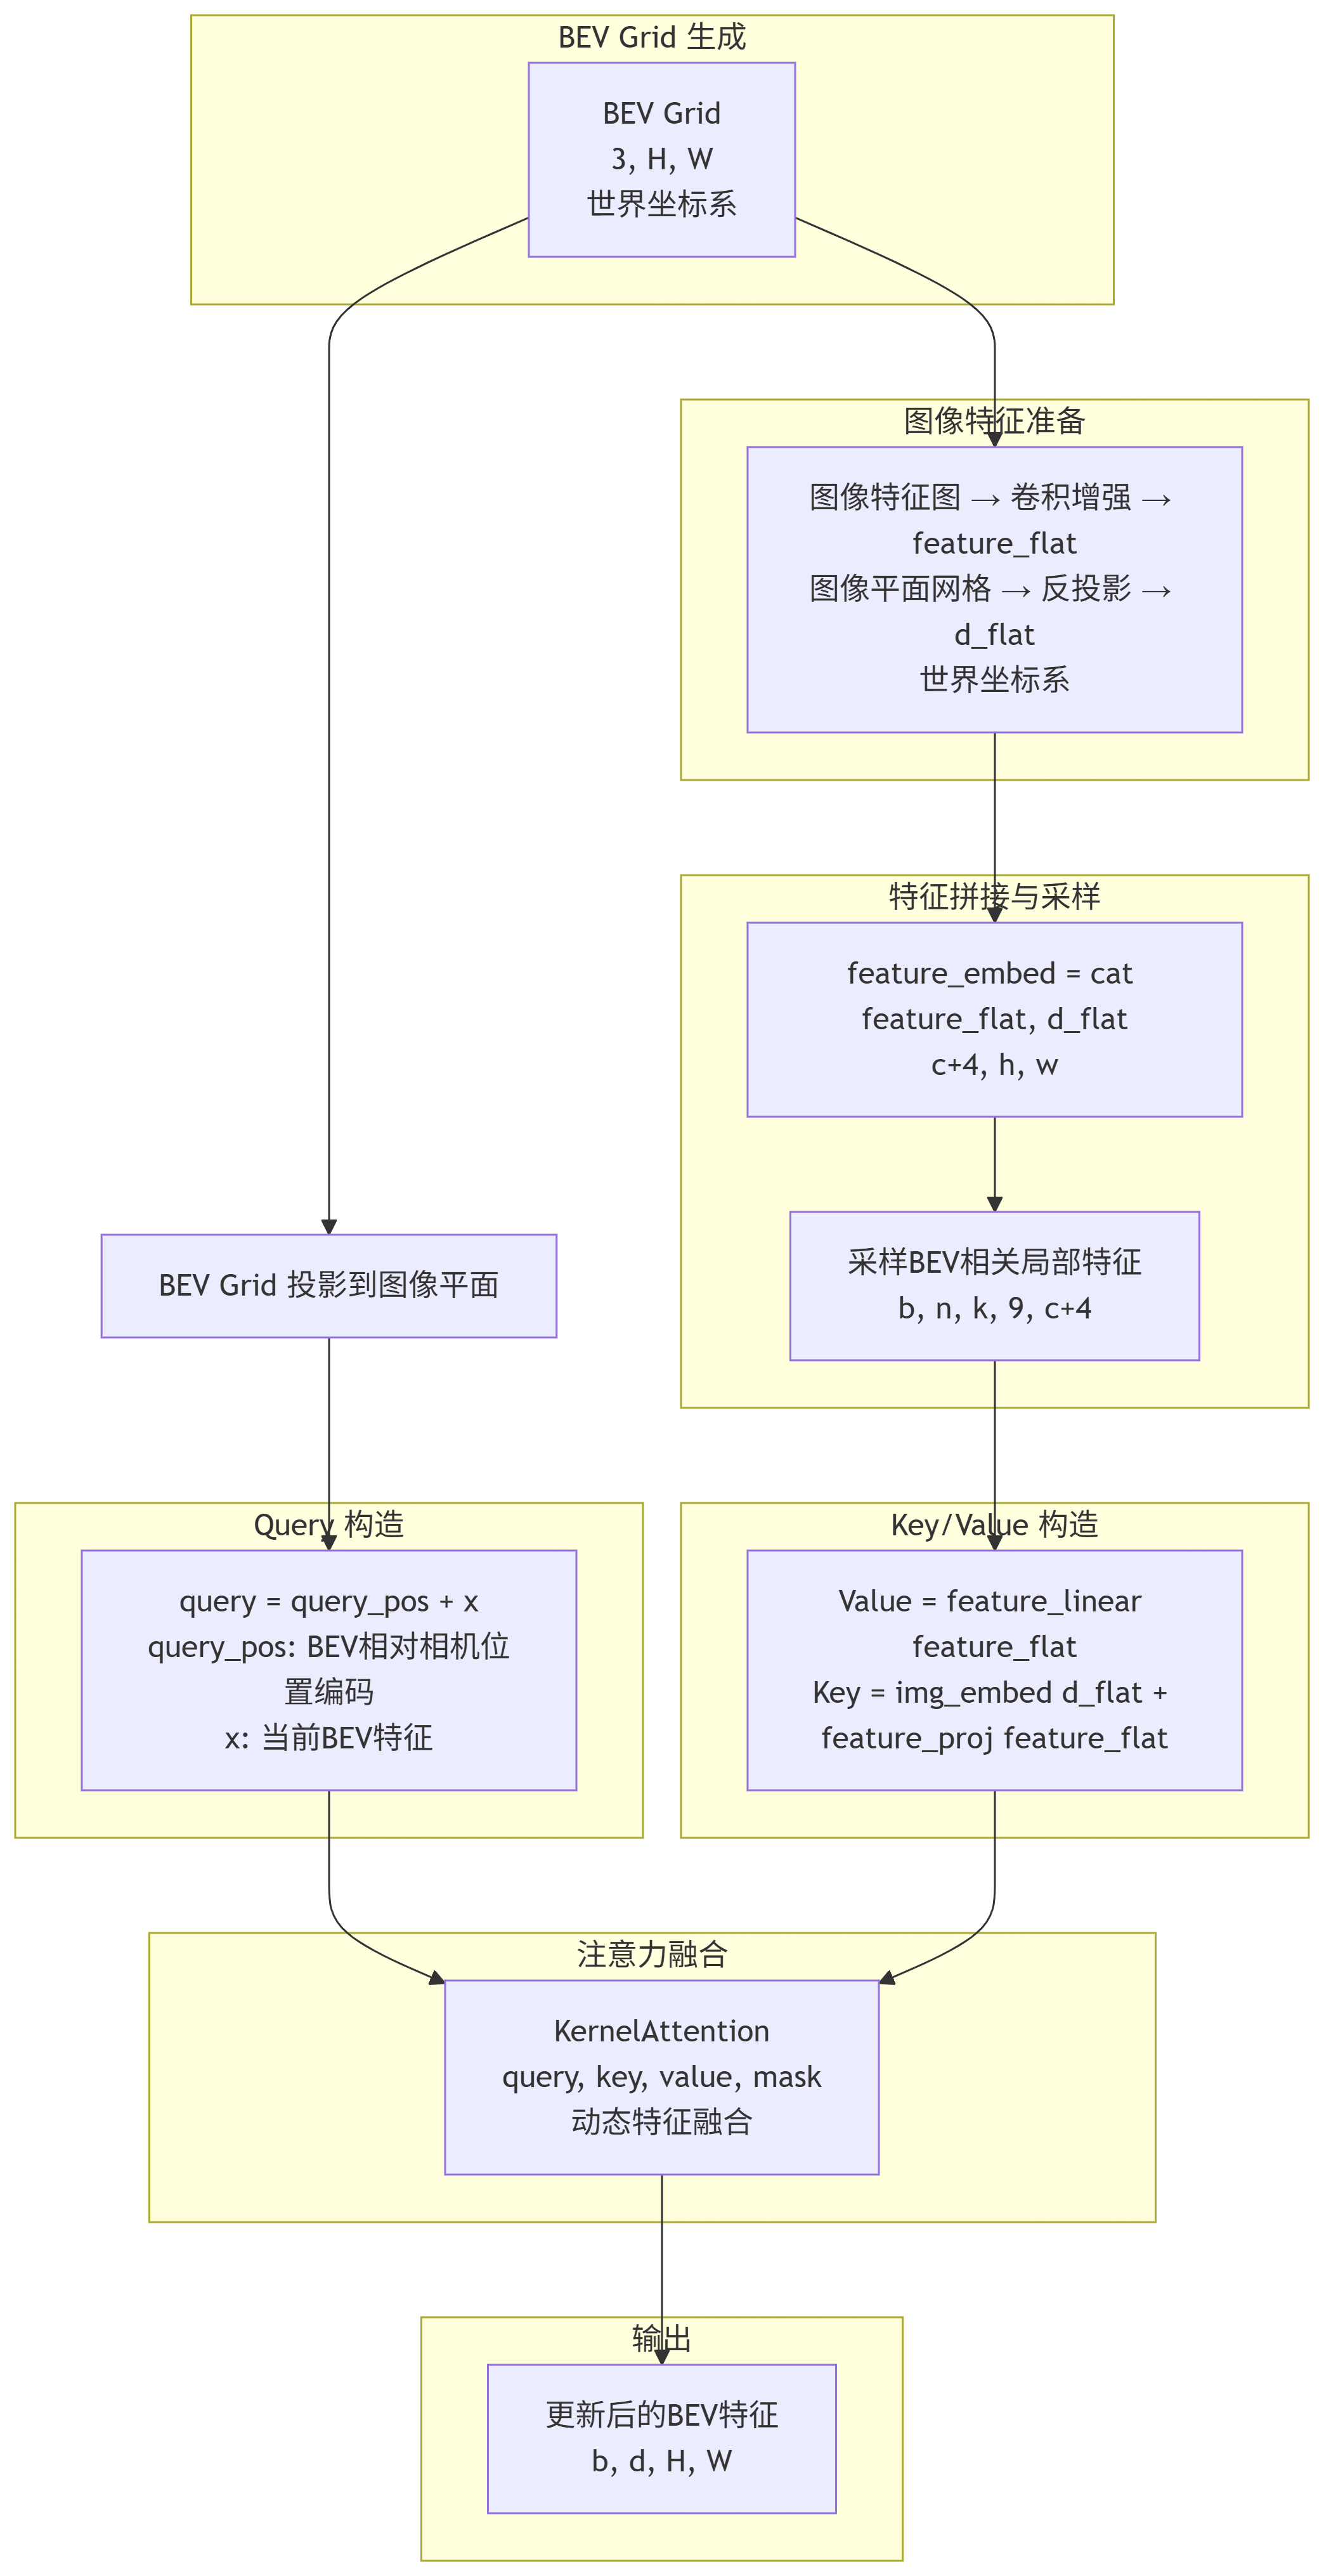 BEV Grid 生成
BEV Grid
3, H, W
世界坐标系
图像特征准备
图像特征图 → 卷积增强 →
feature_flat
图像平面网格 → 反投影 →
d_flat
世界坐标系
特征拼接与采样
feature_embed = cat
feature_flat, d_flat
c+4, h, w
BEV Grid 投影到图像平面
采样BEV相关局部特征
b, n, k, 9, c+4
Query 构造
query = query_pos + x
query_pos: BEV相对相机位
置编码
x: 当前BEV特征
Key/Value 构造
Value = feature_linear
feature_flat
Key = img_embed d_flat +
feature_proj feature_flat
注意力融合
KernelAttention
query, key, value, mask
动态特征融合
输出
更新后的BEV特征
b, d, H, W